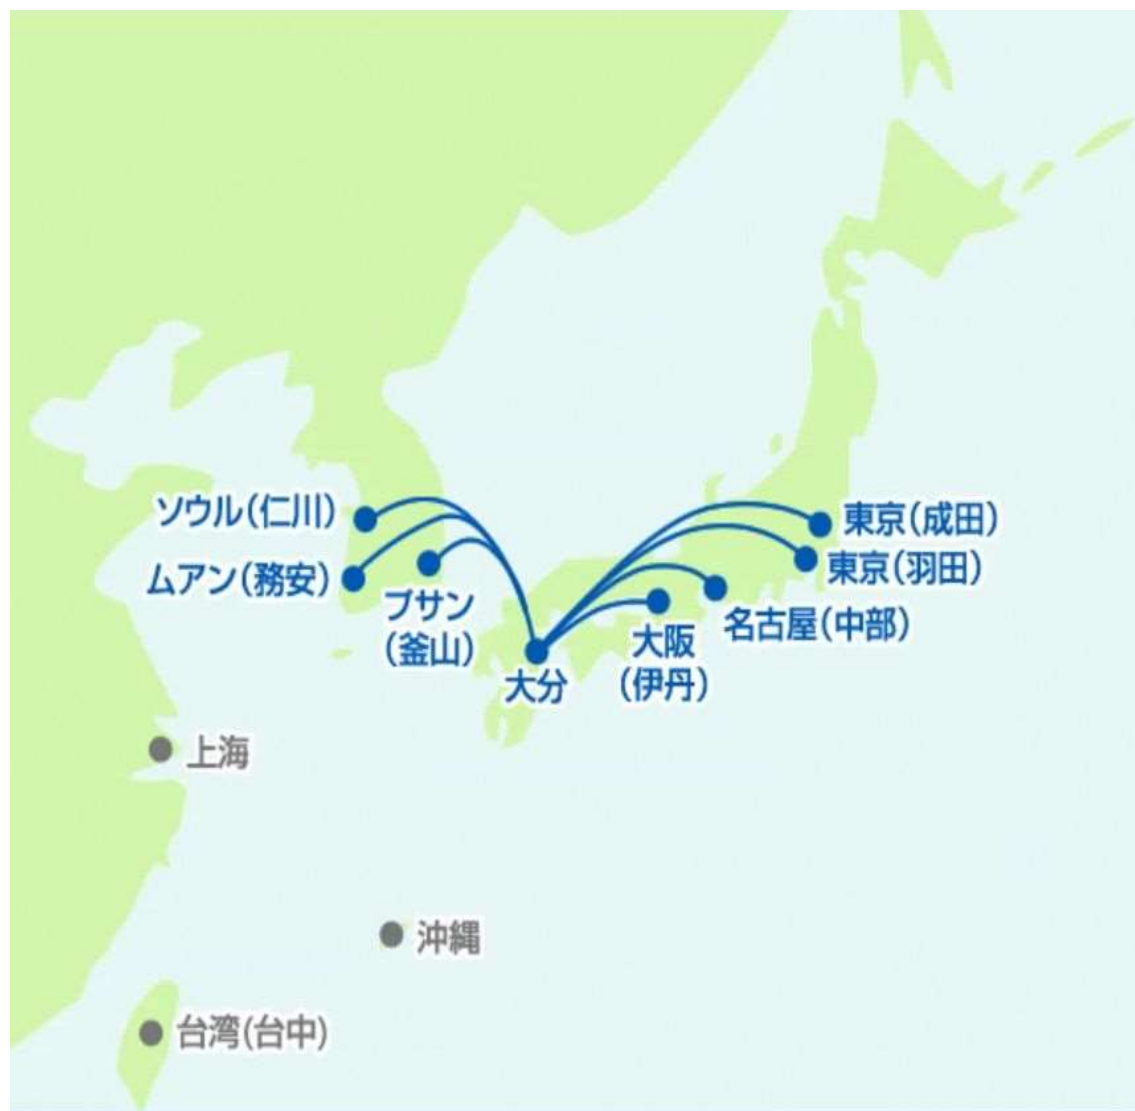 ソウル(仁川)
東京(成田)
ムアン(務安)
東京(羽田)
ブサン
(釜山)
名古屋(中部)
大阪
(伊丹)
大分
上海
沖縄
台湾(台中)